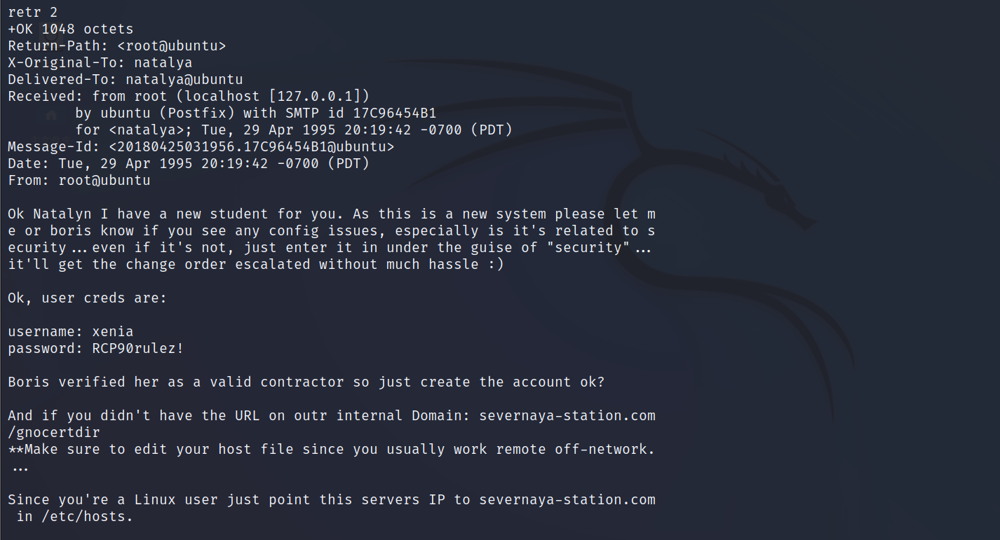 retr 2
+OK 1048 octets
Return-Path: <root@ubuntu>
X-Original-To: natalya
Delivered-To: natalya@ubuntu
Received: from root (localhost [127.0.0.1])
        by ubuntu (Postfix) with SMTP id 17C96454B1
        for <natalya>; Tue, 29 Apr 1995 20:19:42 -0700 (PDT)
Message-Id: <20180425031956.17C96454B1@ubuntu>
Date: Tue, 29 Apr 1995 20:19:42 -0700 (PDT)
From: root@ubuntu

Ok Natalyn I have a new student for you. As this is a new system please let m
e or boris know if you see any config issues, especially is it's related to s
ecurity...even if it's not, just enter it in under the guise of "security"...
it'll get the change order escalated without much hassle :)

Ok, user creds are:

username: xenia
password: RCP90rulez!

Boris verified her as a valid contractor so just create the account ok?

And if you didn't have the URL on outr internal Domain: severnaya-station.com
/gnocertdir
**Make sure to edit your host file since you usually work remote off-network.
...

Since you're a Linux user just point this servers IP to severnaya-station.com
 in /etc/hosts.